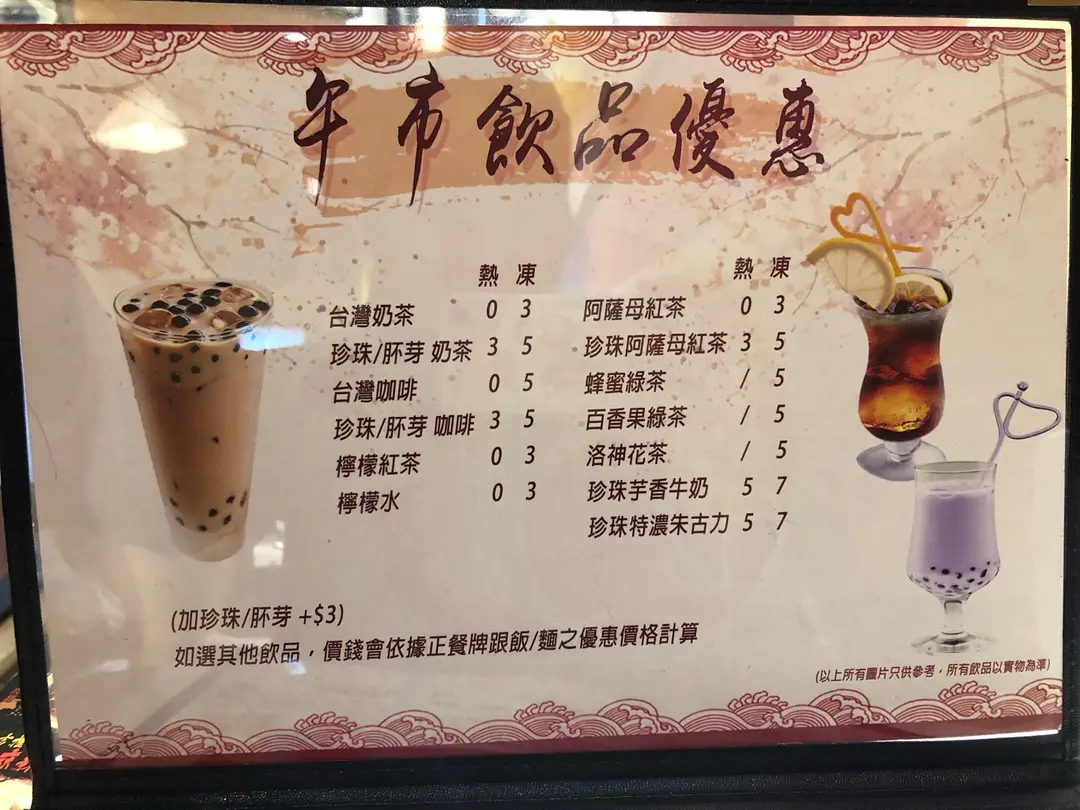 午市飲品優惠
熱 凍
台灣奶茶 0 3
珍珠/胚芽 奶茶 3 5
台灣咖啡 0 5
珍珠/胚芽 咖啡 3 5
檸檬紅茶 0 3
檸檬水 0 3
熱 凍
阿薩母紅茶 0 3
珍珠阿薩母紅茶 3 5
蜂蜜綠茶 / 5
百香果綠茶 / 5
洛神花茶 / 5
珍珠芋香牛奶 5 7
珍珠特濃朱古力 5 7
(加珍珠/胚芽 +$3)
如選其他飲品，價錢會依據正餐牌跟飯/麵之優惠價格計算
(以上所有圖片只供參考，所有飲品以實物為準)